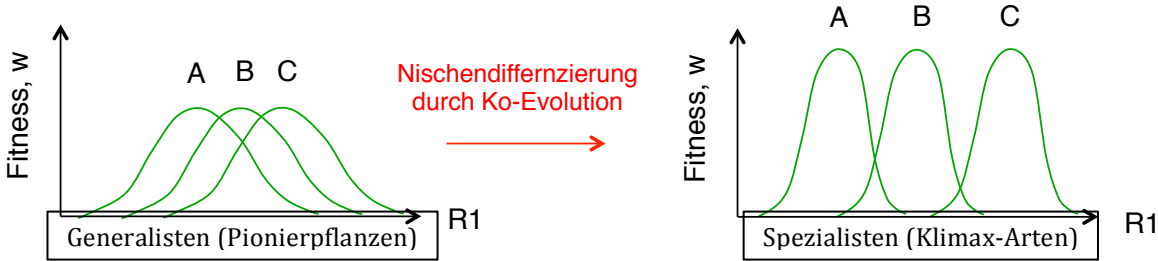 Fitness, w
A B C
Generalisten (Pionierpflanzen)
R1
Nischendiffernzierung
durch Ko-Evolution
Fitness, w
A B C
Spezialisten (Klimax-Arten)
R1